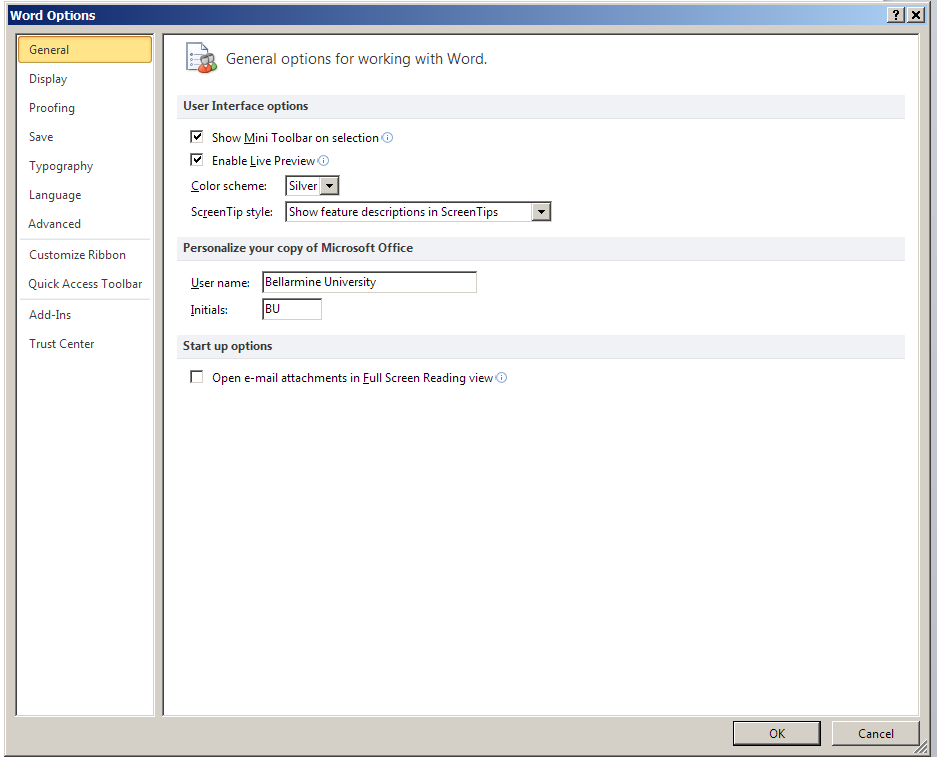 Word Options
General
Display
Proofing
Save
Typography
Language
Advanced
Customize Ribbon
Quick Access Toolbar
Add-Ins
Trust Center
General options for working with Word.
User Interface options
Show Mini Toolbar on selection
Enable Live Preview
Color scheme: Silver
ScreenTip style: Show feature descriptions in ScreenTips
Personalize your copy of Microsoft Office
User name: Bellarmine University
Initials: BU
Start up options
Open e-mail attachments in Full Screen Reading view
OK Cancel